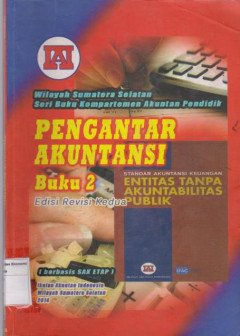 IAI
Wilayah Sumatera Selatan
Seri Buku Kompartemen Akuntan Pendidik
PENGANTAR
AKUNTANSI
Buku 2
Edisi Revisi Kedua
STANDAR AKUNTANSI KEUANGAN
ENTITAS TANPA
AKUNTABILITAS
PUBLIK
( berbasis SAK ETAP )
Ikatan Akuntan Indonesia
Wilayah Sumatera Selatan